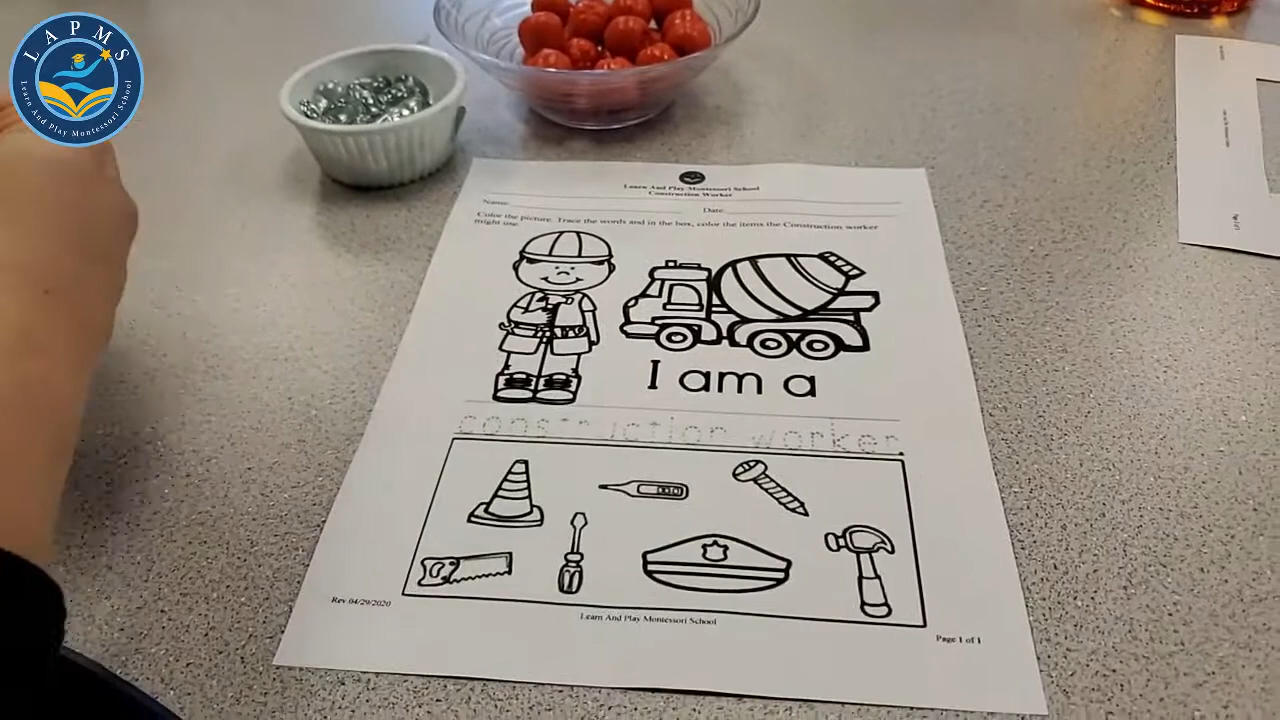 LAPMS
Learn And Play Montessori School
Learn And Play Montessori School
Construction Worker
Name:
Date:
Color the picture. Trace the words and in the box, color the items the Construction worker
might use.
I am a
construction worker.
Rev 04/29/2020
Learn And Play Montessori School
Page 1 of 1